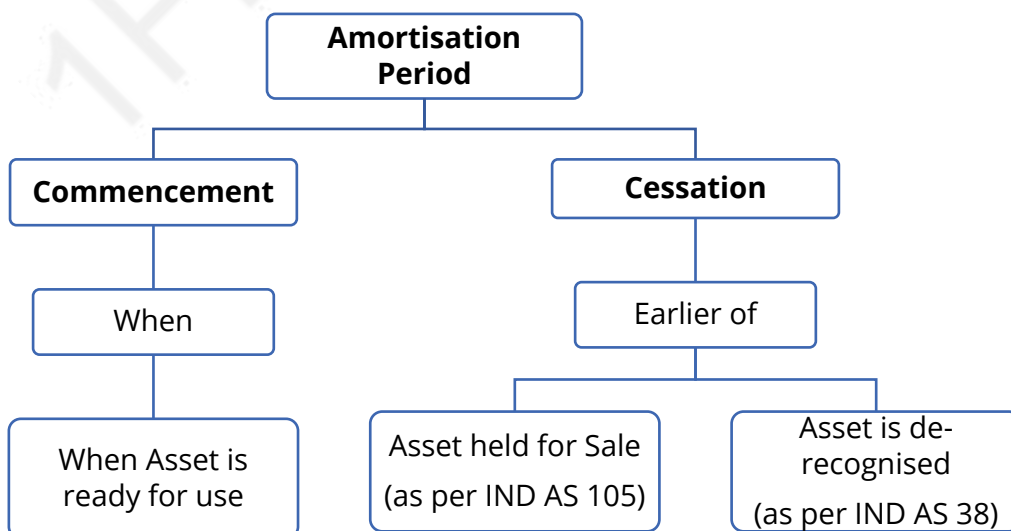 Amortisation
Period
Commencement
Cessation
When
Earlier of
When Asset is
ready for use
Asset held for Sale
(as per IND AS 105)
Asset is de-
recognised
(as per IND AS 38)